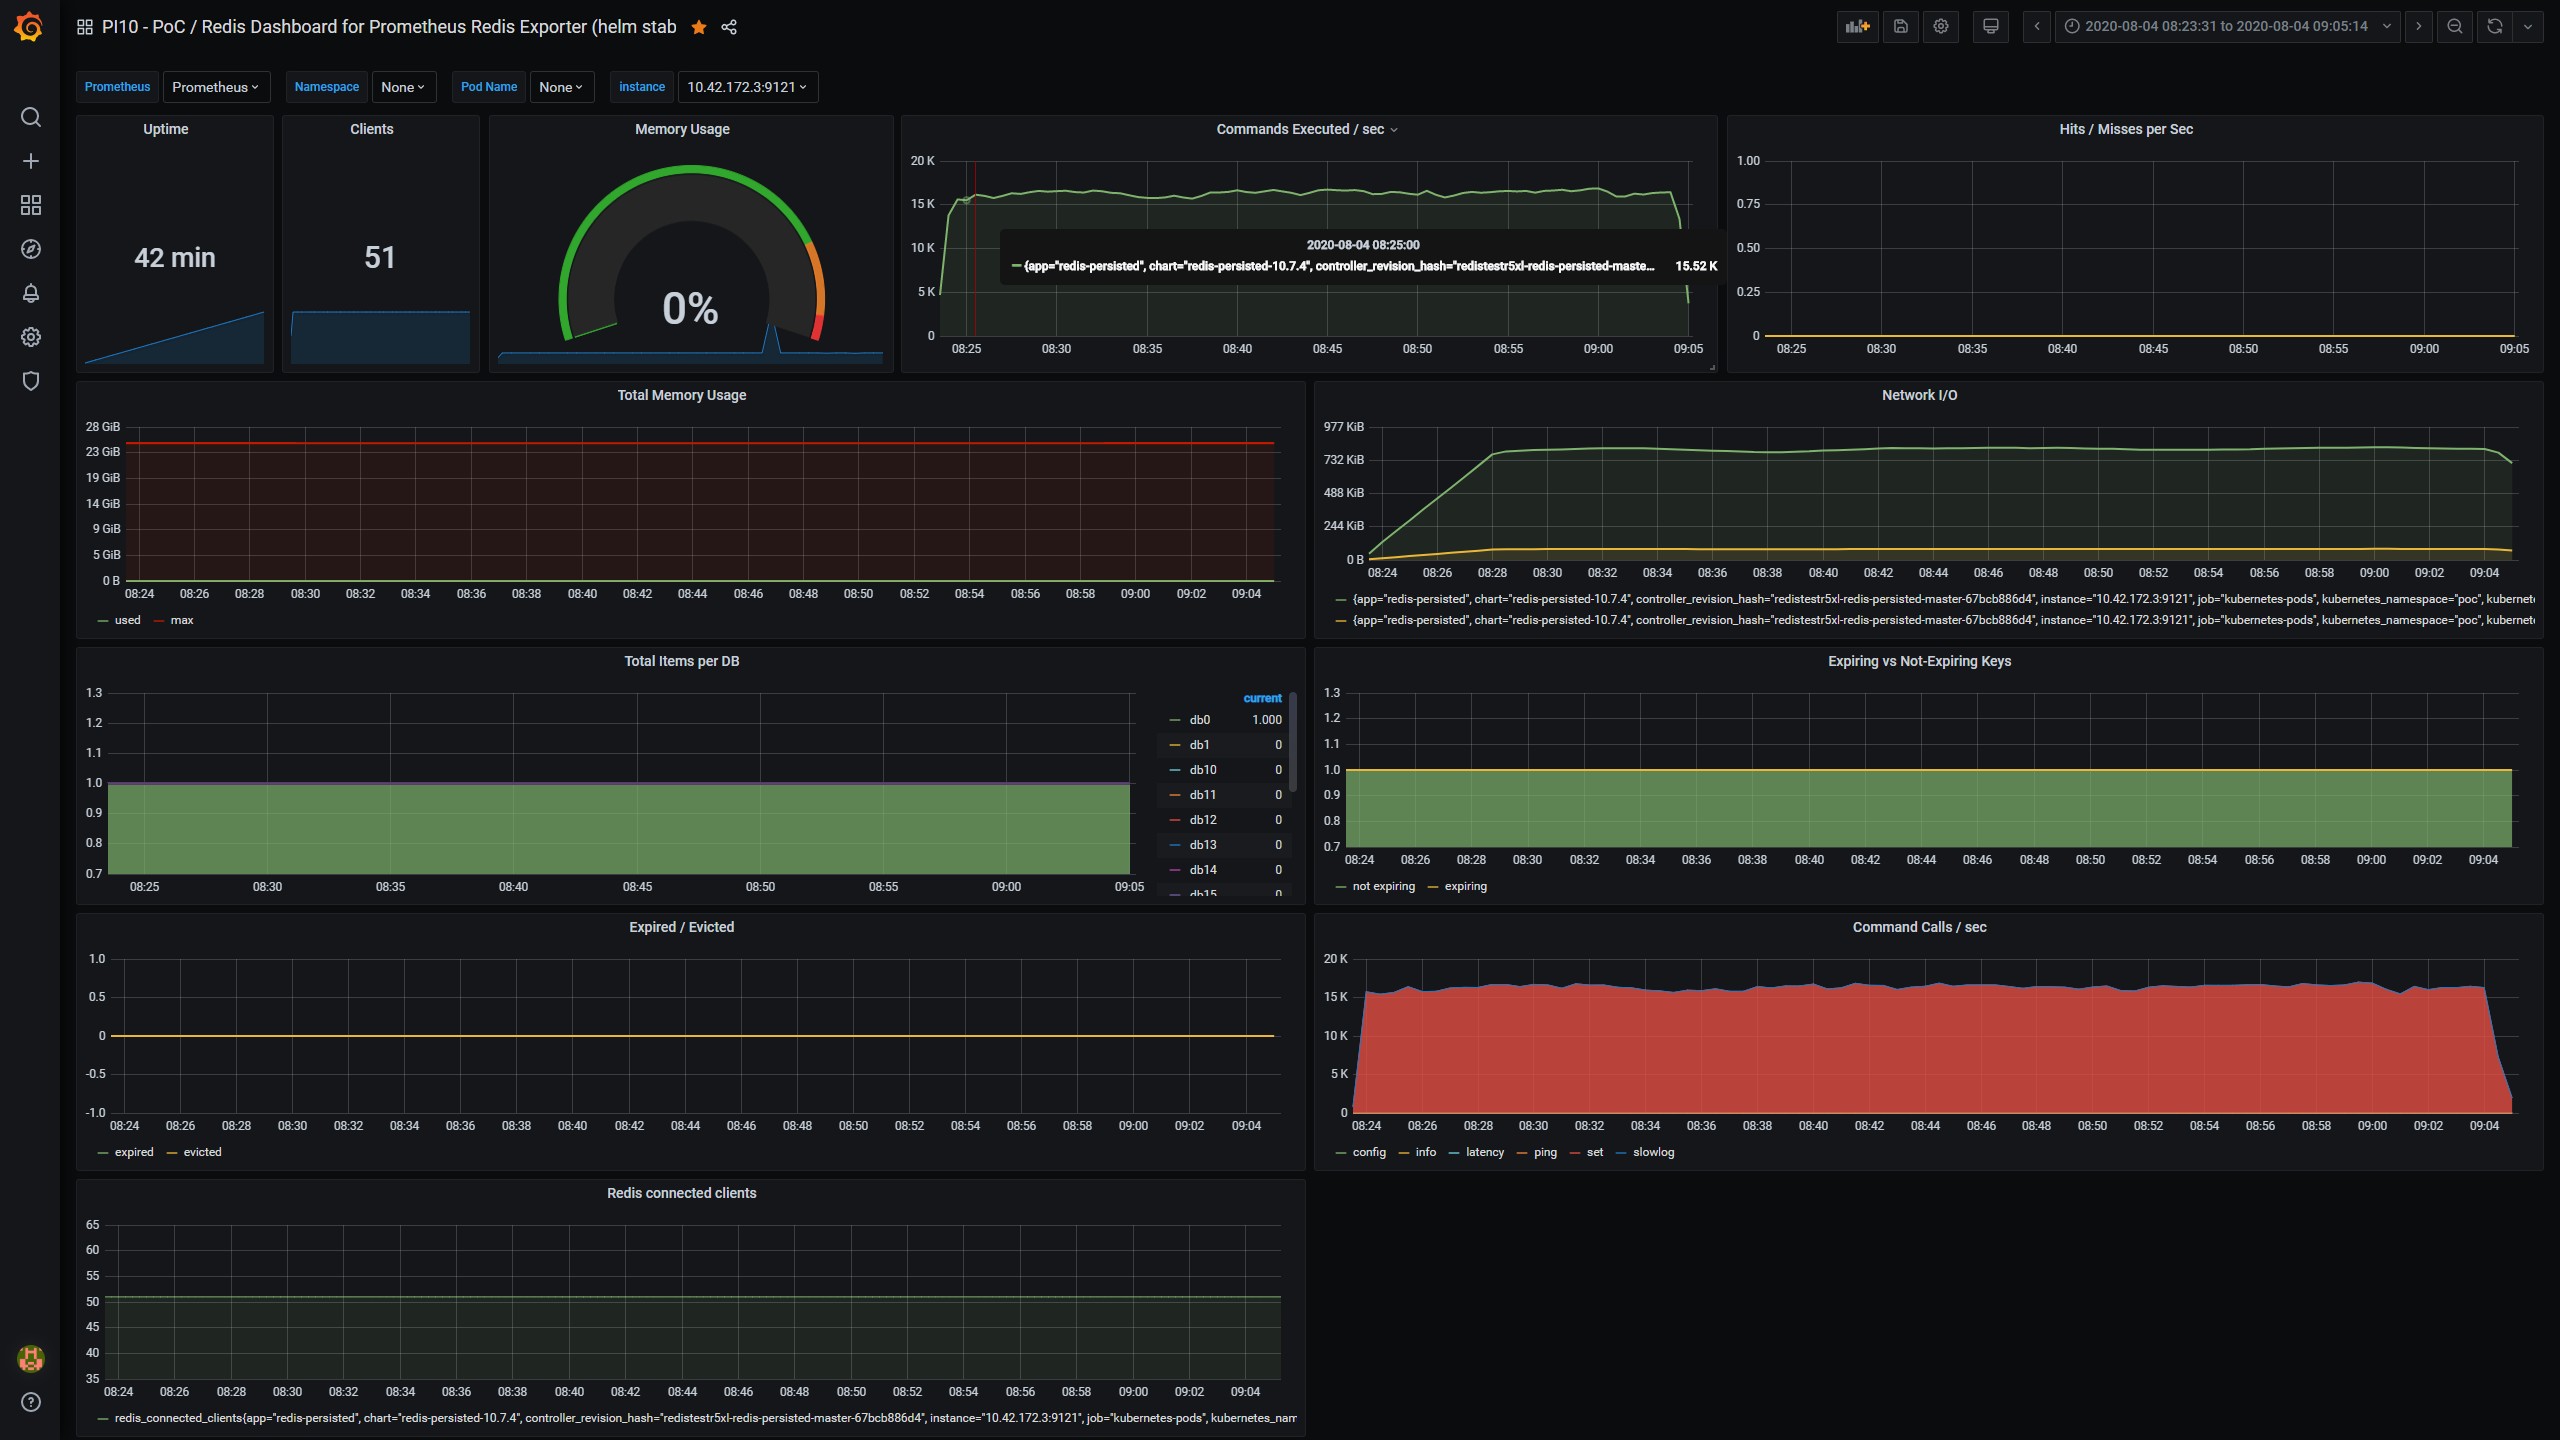 PI10 - PoC / Redis Dashboard for Prometheus Redis Exporter (helm stab
2020-08-04 08:23:31 to 2020-08-04 09:05:14
Prometheus Prometheus Namespace None Pod Name None instance 10.42.172.3:9121
Uptime
42 min
Clients
51
Memory Usage
0%
Commands Executed / sec
20 K
15 K
10 K
5 K
0
08:25 08:30 08:35 08:40 08:45 08:50 08:55 09:00 09:05
2020-08-04 08:25:00
{app="redis-persisted", chart="redis-persisted-10.7.4", controller_revision_hash="redistestr5xl-redis-persisted-maste... 15.52 K
Hits / Misses per Sec
1.00
0.75
0.50
0.25
0
08:25 08:30 08:35 08:40 08:45 08:50 08:55 09:00 09:05
Total Memory Usage
28 GiB
23 GiB
19 GiB
14 GiB
9 GiB
5 GiB
0 B
08:24 08:26 08:28 08:30 08:32 08:34 08:36 08:38 08:40 08:42 08:44 08:46 08:48 08:50 08:52 08:54 08:56 08:58 09:00 09:02 09:04
used max
Network I/O
977 KiB
732 KiB
488 KiB
244 KiB
0 B
08:24 08:26 08:28 08:30 08:32 08:34 08:36 08:38 08:40 08:42 08:44 08:46 08:48 08:50 08:52 08:54 08:56 08:58 09:00 09:02 09:04
{app="redis-persisted", chart="redis-persisted-10.7.4", controller_revision_hash="redistestr5xl-redis-persisted-master-67bcb886d4", instance="10.42.172.3:9121", job="kubernetes-pods", kubernetes_namespace="poc", kubernet
{app="redis-persisted", chart="redis-persisted-10.7.4", controller_revision_hash="redistestr5xl-redis-persisted-master-67bcb886d4", instance="10.42.172.3:9121", job="kubernetes-pods", kubernetes_namespace="poc", kubernet
Total Items per DB
1.3
1.2
1.1
1.0
0.9
0.8
0.7
08:25 08:30 08:35 08:40 08:45 08:50 08:55 09:00 09:05
current
db0 1.000
db1 0
db10 0
db11 0
db12 0
db13 0
db14 0
db15 0
Expiring vs Not-Expiring Keys
1.3
1.2
1.1
1.0
0.9
0.8
0.7
08:24 08:26 08:28 08:30 08:32 08:34 08:36 08:38 08:40 08:42 08:44 08:46 08:48 08:50 08:52 08:54 08:56 08:58 09:00 09:02 09:04
not expiring expiring
Expired / Evicted
1.0
0.5
0
-0.5
-1.0
08:24 08:26 08:28 08:30 08:32 08:34 08:36 08:38 08:40 08:42 08:44 08:46 08:48 08:50 08:52 08:54 08:56 08:58 09:00 09:02 09:04
expired evicted
Command Calls / sec
20 K
15 K
10 K
5 K
0
08:24 08:26 08:28 08:30 08:32 08:34 08:36 08:38 08:40 08:42 08:44 08:46 08:48 08:50 08:52 08:54 08:56 08:58 09:00 09:02 09:04
config info latency ping set slowlog
Redis connected clients
65
60
55
50
45
40
35
08:24 08:26 08:28 08:30 08:32 08:34 08:36 08:38 08:40 08:42 08:44 08:46 08:48 08:50 08:52 08:54 08:56 08:58 09:00 09:02 09:04
redis_connected_clients{app="redis-persisted", chart="redis-persisted-10.7.4", controller_revision_hash="redistestr5xl-redis-persisted-master-67bcb886d4", instance="10.42.172.3:9121", job="kubernetes-pods", kubernetes_nam